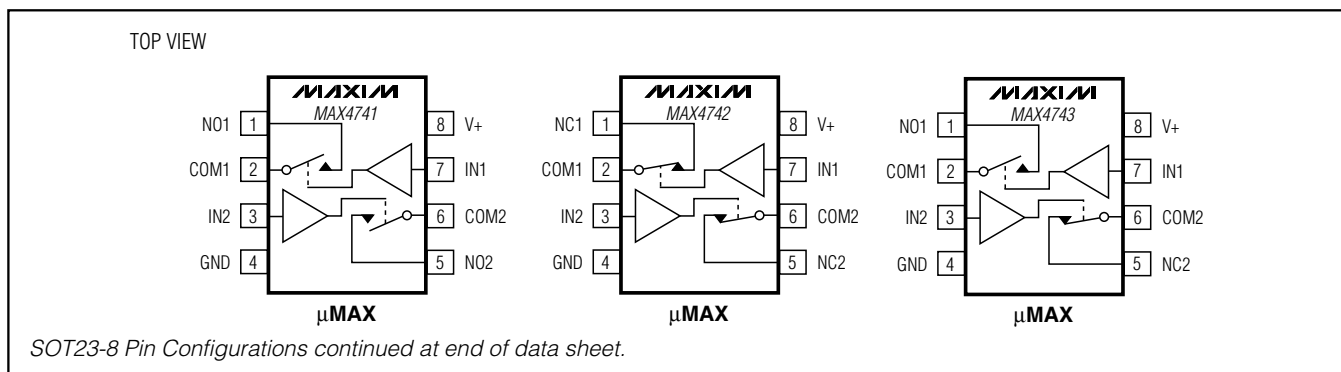 TOP VIEW
MAXIM
MAX4741
NO1 1
COM1 2
IN2 3
GND 4
8 V+
7 IN1
6 COM2
5 NO2
µMAX
MAXIM
MAX4742
NC1 1
COM1 2
IN2 3
GND 4
8 V+
7 IN1
6 COM2
5 NC2
µMAX
MAXIM
MAX4743
NO1 1
COM1 2
IN2 3
GND 4
8 V+
7 IN1
6 COM2
5 NC2
µMAX
SOT23-8 Pin Configurations continued at end of data sheet.